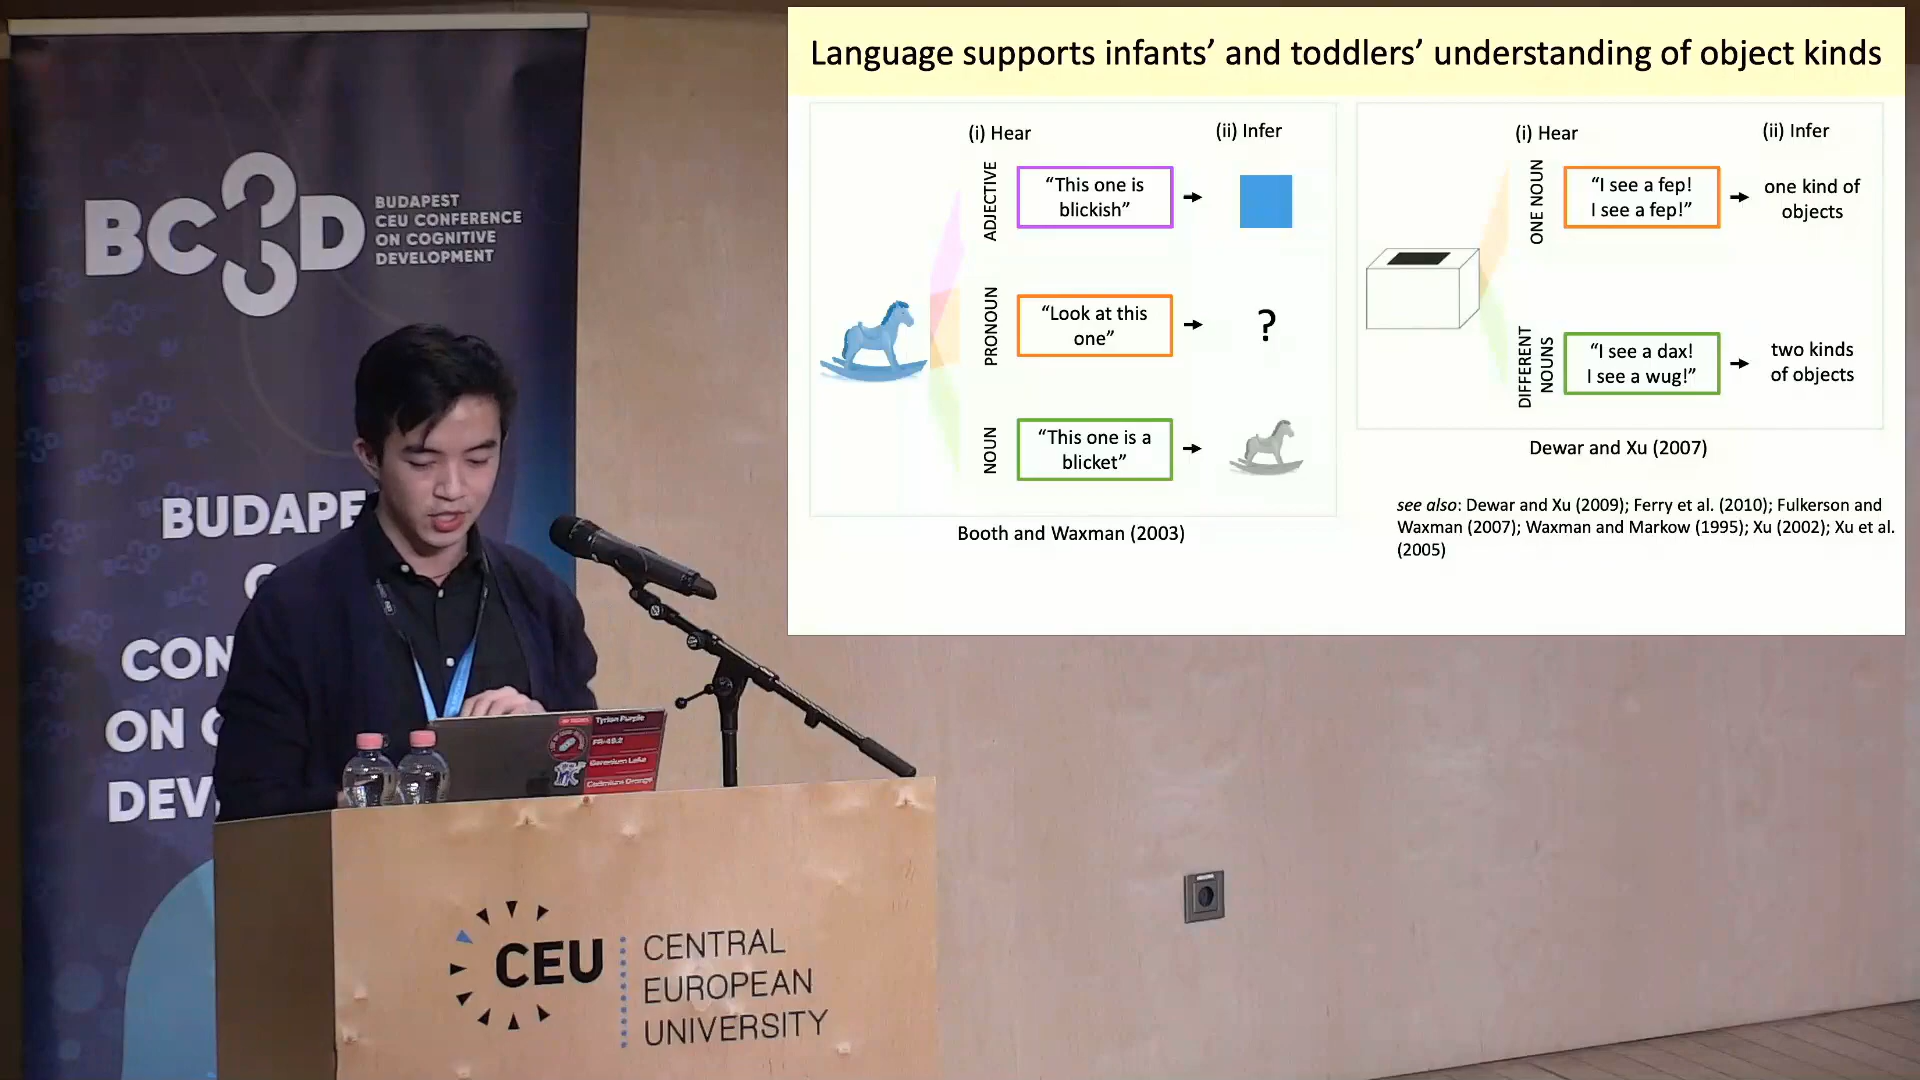 BC3D
BUDAPEST
CEU CONFERENCE
ON COGNITIVE
DEVELOPMENT
BUDAPE
CON
ON C
DEV
Language supports infants’ and toddlers’ understanding of object kinds
(i) Hear
(ii) Infer
ADJECTIVE
“This one is
blickish”
PRONOUN
“Look at this
one”
?
NOUN
“This one is a
blicket”
Booth and Waxman (2003)
(i) Hear
(ii) Infer
ONE NOUN
“I see a fep!
I see a fep!”
one kind of
objects
DIFFERENT
NOUNS
“I see a dax!
I see a wug!”
two kinds
of objects
Dewar and Xu (2007)
see also: Dewar and Xu (2009); Ferry et al. (2010); Fulkerson and
Waxman (2007); Waxman and Markow (1995); Xu (2002); Xu et al.
(2005)
Tyrian Purple
Geranium Lake
Cadmium Orange
CEU
CENTRAL
EUROPEAN
UNIVERSITY